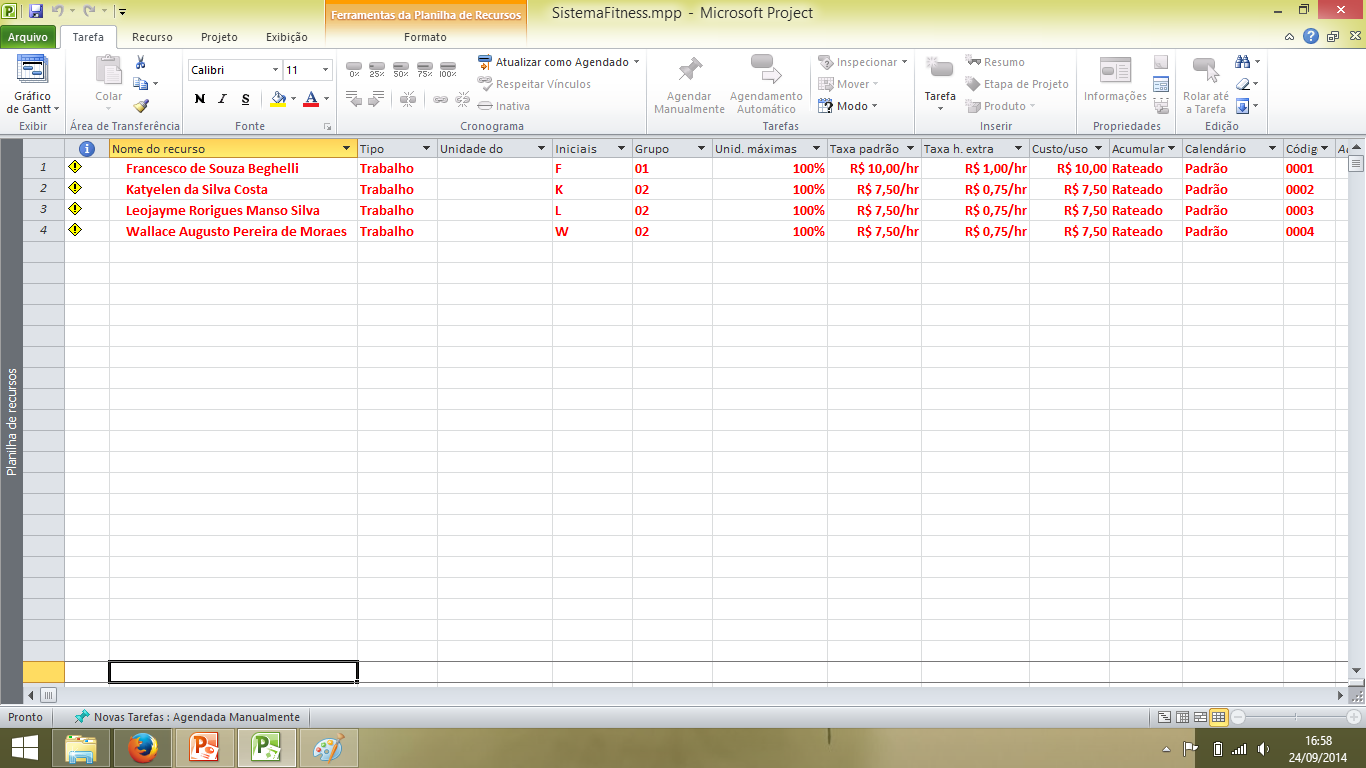 Ferramentas da Planilha de Recursos
SistemaFitness.mpp - Microsoft Project
Arquivo Tarefa Recurso Projeto Exibição Formato
Gráfico de Gantt
Exibir
Colar
Área de Transferência
Calibri 11
N I S
Fonte
0% 25% 50% 75% 100%
Atualizar como Agendado
Respeitar Vínculos
Inativa
Cronograma
Agendar Manualmente
Agendamento Automático
Inspecionar
Mover
Modo
Tarefas
Tarefa
Resumo
Etapa de Projeto
Produto
Inserir
Informações
Propriedades
Rolar até a Tarefa
Edição
Nome do recurso Tipo Unidade do Iniciais Grupo Unid. máximas Taxa padrão Taxa h. extra Custo/uso Acumular Calendário Códig
1 Francesco de Souza Beghelli Trabalho F 01 100% R$ 10,00/hr R$ 1,00/hr R$ 10,00 Rateado Padrão 0001
2 Katyelen da Silva Costa Trabalho K 02 100% R$ 7,50/hr R$ 0,75/hr R$ 7,50 Rateado Padrão 0002
3 Leojayme Rorigues Manso Silva Trabalho L 02 100% R$ 7,50/hr R$ 0,75/hr R$ 7,50 Rateado Padrão 0003
4 Wallace Augusto Pereira de Moraes Trabalho W 02 100% R$ 7,50/hr R$ 0,75/hr R$ 7,50 Rateado Padrão 0004
Planilha de recursos
Pronto Novas Tarefas : Agendada Manualmente
16:58
24/09/2014